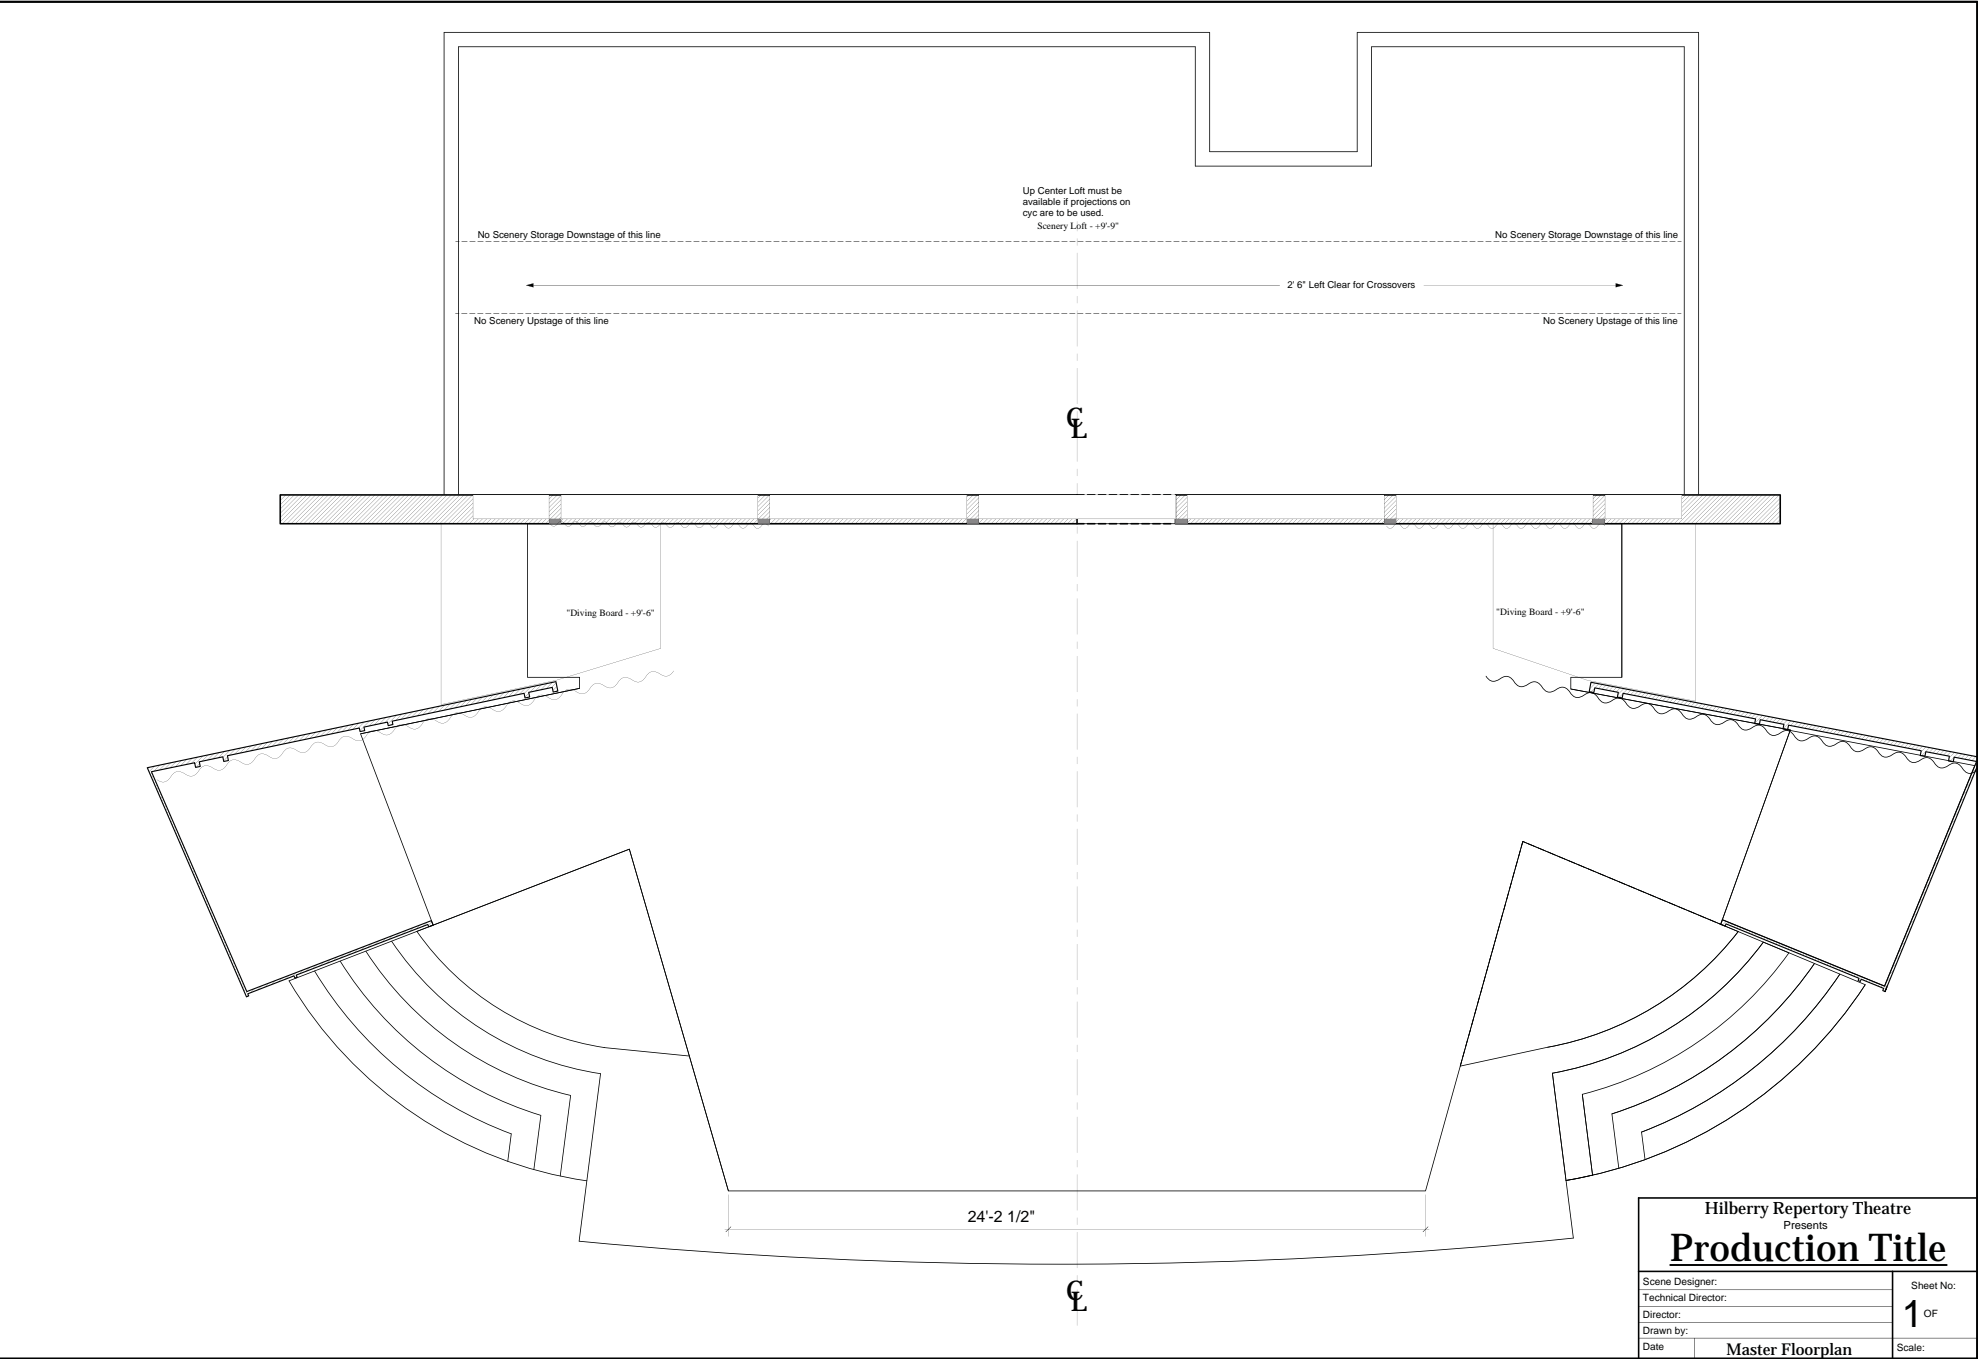 Up Center Loft must be
available if projections on
cyc are to be used.
Scenery Loft - +9'-9"
No Scenery Storage Downstage of this line
No Scenery Storage Downstage of this line
2' 6" Left Clear for Crossovers
No Scenery Upstage of this line
No Scenery Upstage of this line
℄
"Diving Board - +9'-6"
"Diving Board - +9'-6"
24'-2 1/2"
℄
Hilberry Repertory Theatre
Presents
Production Title
Scene Designer:
Technical Director:
Director:
Drawn by:
Date
Master Floorplan
Sheet No:
1 OF
Scale: